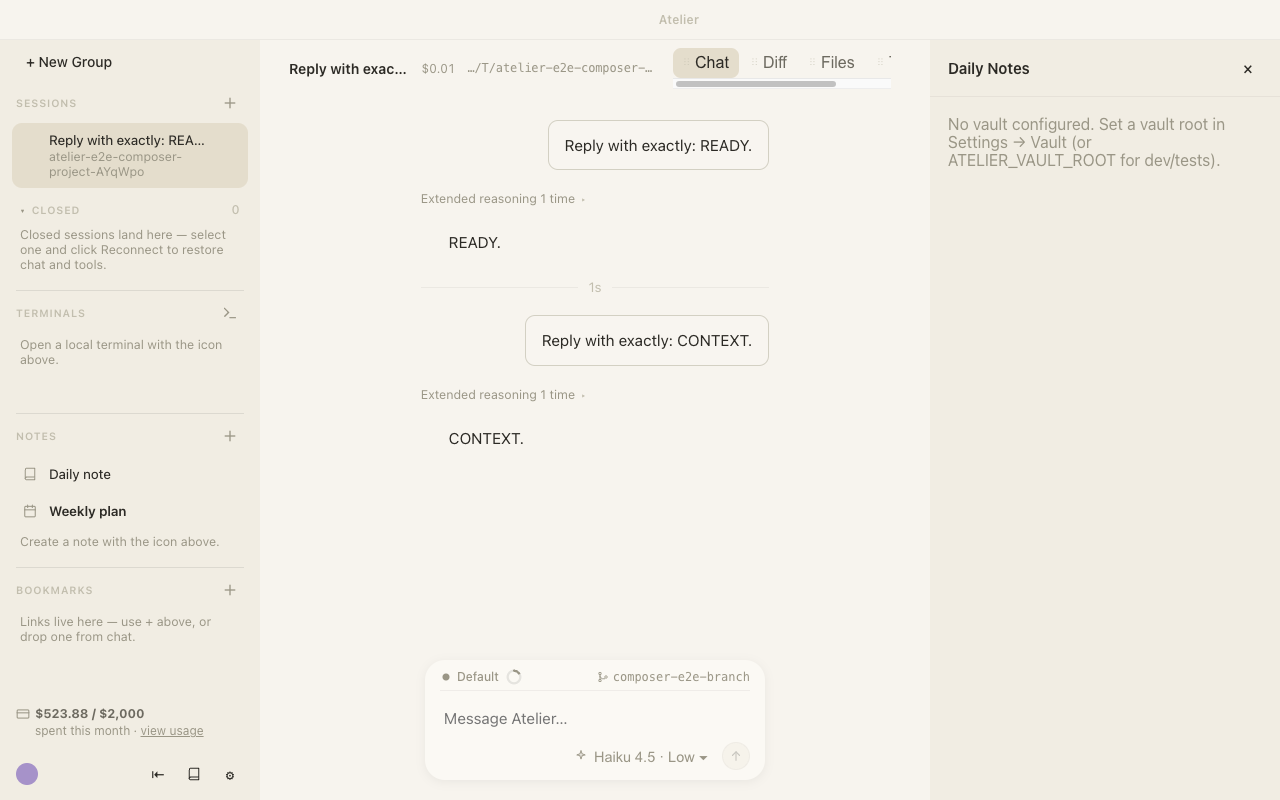 Atelier
+ New Group
SESSIONS
Reply with exactly: REA...
atelier-e2e-composer-
project-AYqWpo
CLOSED
0
Closed sessions land here — select
one and click Reconnect to restore
chat and tools.
TERMINALS
Open a local terminal with the icon
above.
NOTES
Daily note
Weekly plan
Create a note with the icon above.
BOOKMARKS
Links live here — use + above, or
drop one from chat.
$523.88 / $2,000
spent this month · view usage
Reply with exac... $0.01 …/T/atelier-e2e-composer-…
Chat Diff Files
Reply with exactly: READY.
Extended reasoning 1 time
READY.
1s
Reply with exactly: CONTEXT.
Extended reasoning 1 time
CONTEXT.
Default composer-e2e-branch
Message Atelier...
Haiku 4.5 · Low
Daily Notes
No vault configured. Set a vault root in
Settings → Vault (or
ATELIER_VAULT_ROOT for dev/tests).